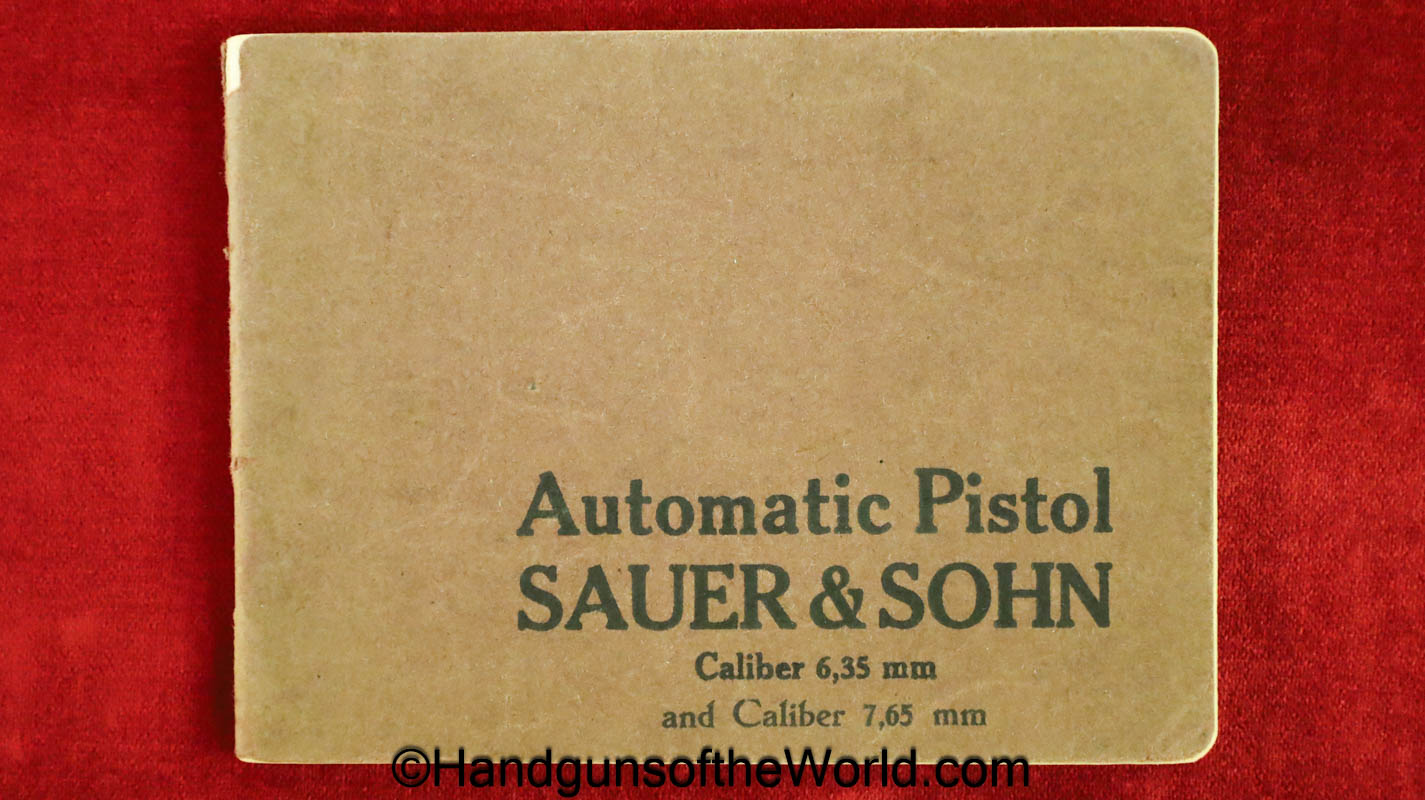 Automatic Pistol
SAUER & SOHN
Caliber 6,35 mm
and Caliber 7,65 mm
©HandgunsoftheWorld.com